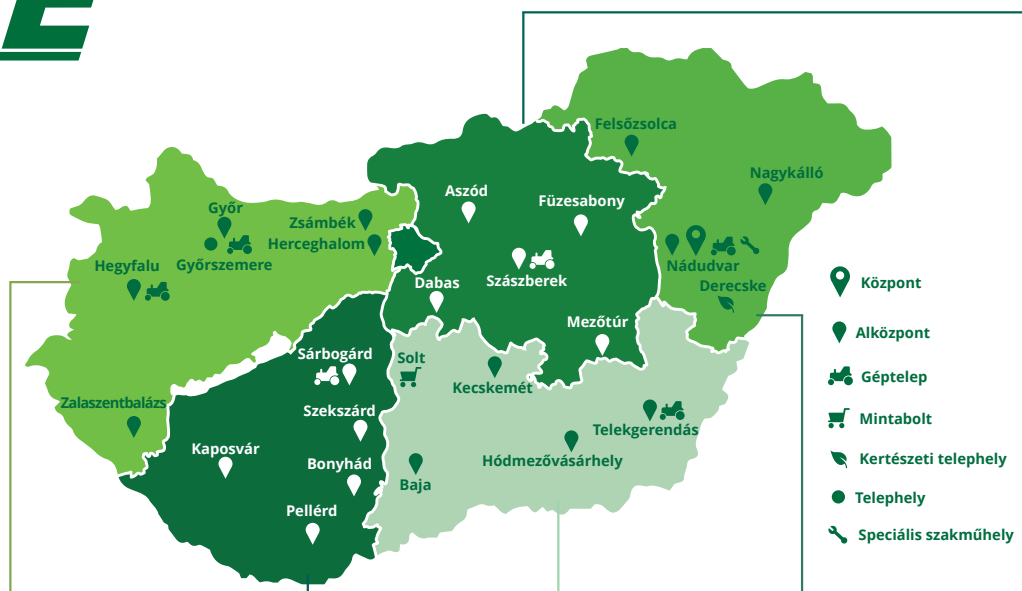 Felsőzsolca
Nagykálló
Aszód
Füzesabony
Győr
Zsámbék
Herceghalom
Győrszemere
Hegyfalu
Nádudvar
Derecske
Dabas
Szászberek
Mezőtúr
Sárbogárd
Solt
Kecskemét
Zalaszentbalázs
Szekszárd
Telekgerendás
Kaposvár
Bonyhád
Hódmezővásárhely
Baja
Pellérd
Központ
Alközpont
Géptelep
Mintabolt
Kertészeti telephely
Telephely
Speciális szakműhely